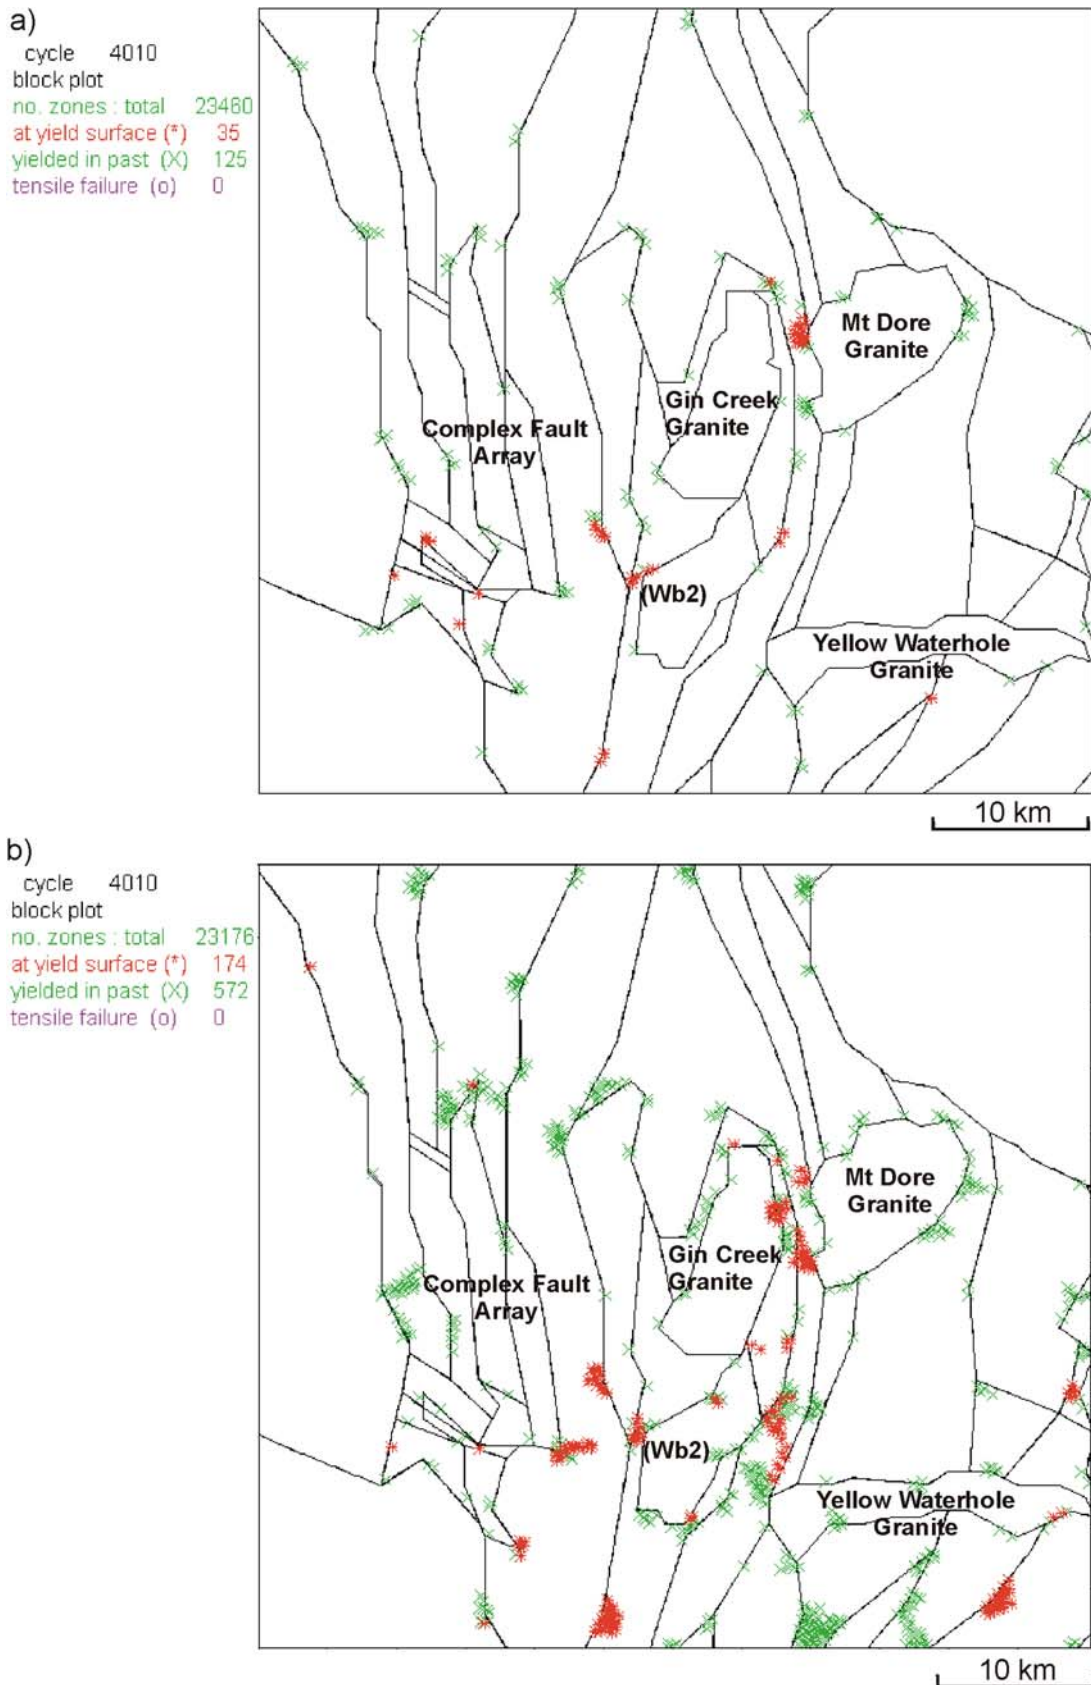 a)
cycle 4010
block plot
no. zones : total 23460
at yield surface (*) 35
yielded in past (X) 125
tensile failure (o) 0
Mt Dore
Granite
Gin Creek
Granite
Complex Fault
Array
(Wb2)
Yellow Waterhole
Granite
10 km
b)
cycle 4010
block plot
no. zones : total 23176
at yield surface (*) 174
yielded in past (X) 572
tensile failure (o) 0
Mt Dore
Granite
Gin Creek
Granite
Complex Fault
Array
(Wb2)
Yellow Waterhole
Granite
10 km